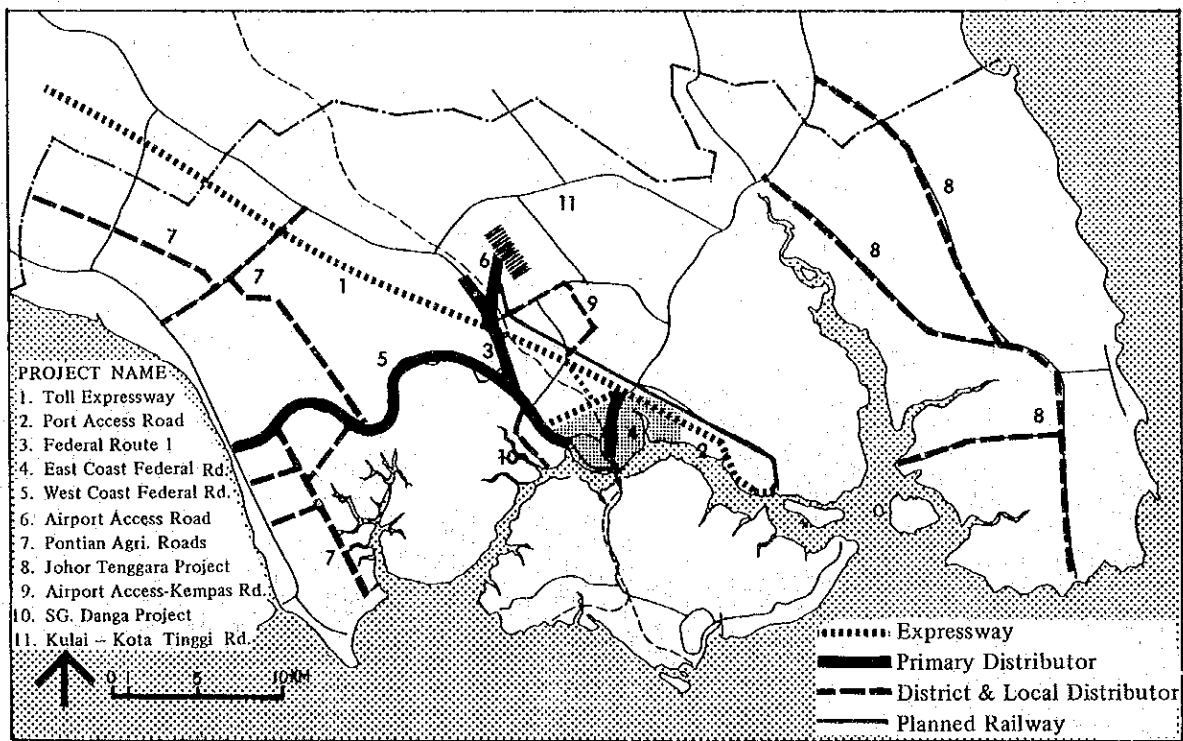 PROJECT NAME
1. Toll Expressway
2. Port Access Road
3. Federal Route 1
4. East Coast Federal Rd.
5. West Coast Federal Rd.
6. Airport Access Road
7. Pontian Agri. Roads
8. Johor Tenggara Project
9. Airport Access-Kempas Rd.
10. SG. Danga Project
11. Kulai – Kota Tinggi Rd.
0 5 10KM
8
11
7
8
6
7
1
9
3
5
8
4
2
10
7
Expressway
Primary Distributor
District & Local Distributor
Planned Railway